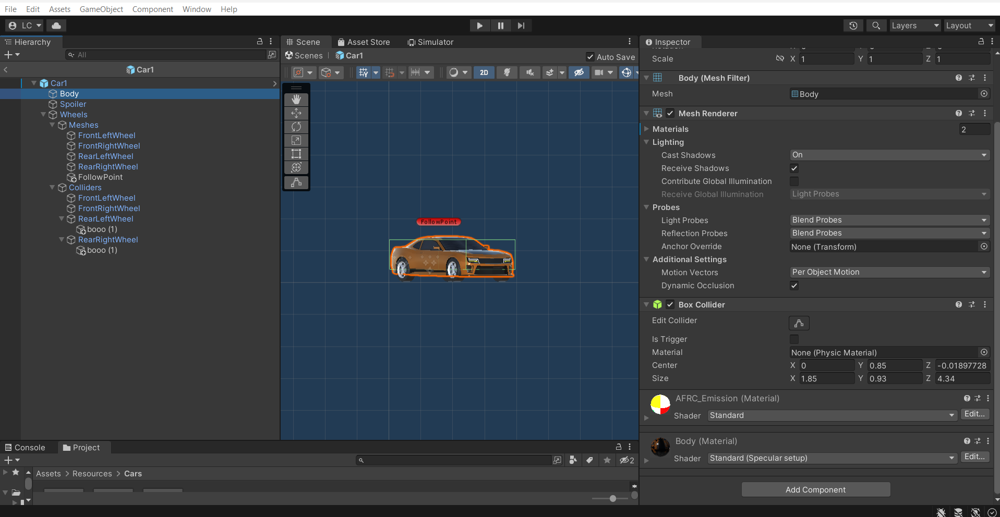 File Edit Assets GameObject Component Window Help
LC
Layers Layout
Hierarchy
All
Car1
Car1
Body
Spoiler
Wheels
Meshes
FrontLeftWheel
FrontRightWheel
RearLeftWheel
RearRightWheel
FollowPoint
Colliders
FrontLeftWheel
FrontRightWheel
RearLeftWheel
booo (1)
RearRightWheel
booo (1)
Scene Asset Store Simulator
Scenes | Car1 Auto Save
2D
FollowPoint
Console Project
2
Assets > Resources > Cars
Inspector
Scale X 1 Y 1 Z 1
Body (Mesh Filter)
Mesh Body
Mesh Renderer
Materials 2
Lighting
Cast Shadows On
Receive Shadows
Contribute Global Illumination
Receive Global Illumination Light Probes
Probes
Light Probes Blend Probes
Reflection Probes Blend Probes
Anchor Override None (Transform)
Additional Settings
Motion Vectors Per Object Motion
Dynamic Occlusion
Box Collider
Edit Collider
Is Trigger
Material None (Physic Material)
Center X 0 Y 0.85 Z -0.01897728
Size X 1.85 Y 0.93 Z 4.34
AFRC_Emission (Material)
Shader Standard Edit...
Body (Material)
Shader Standard (Specular setup) Edit...
Add Component